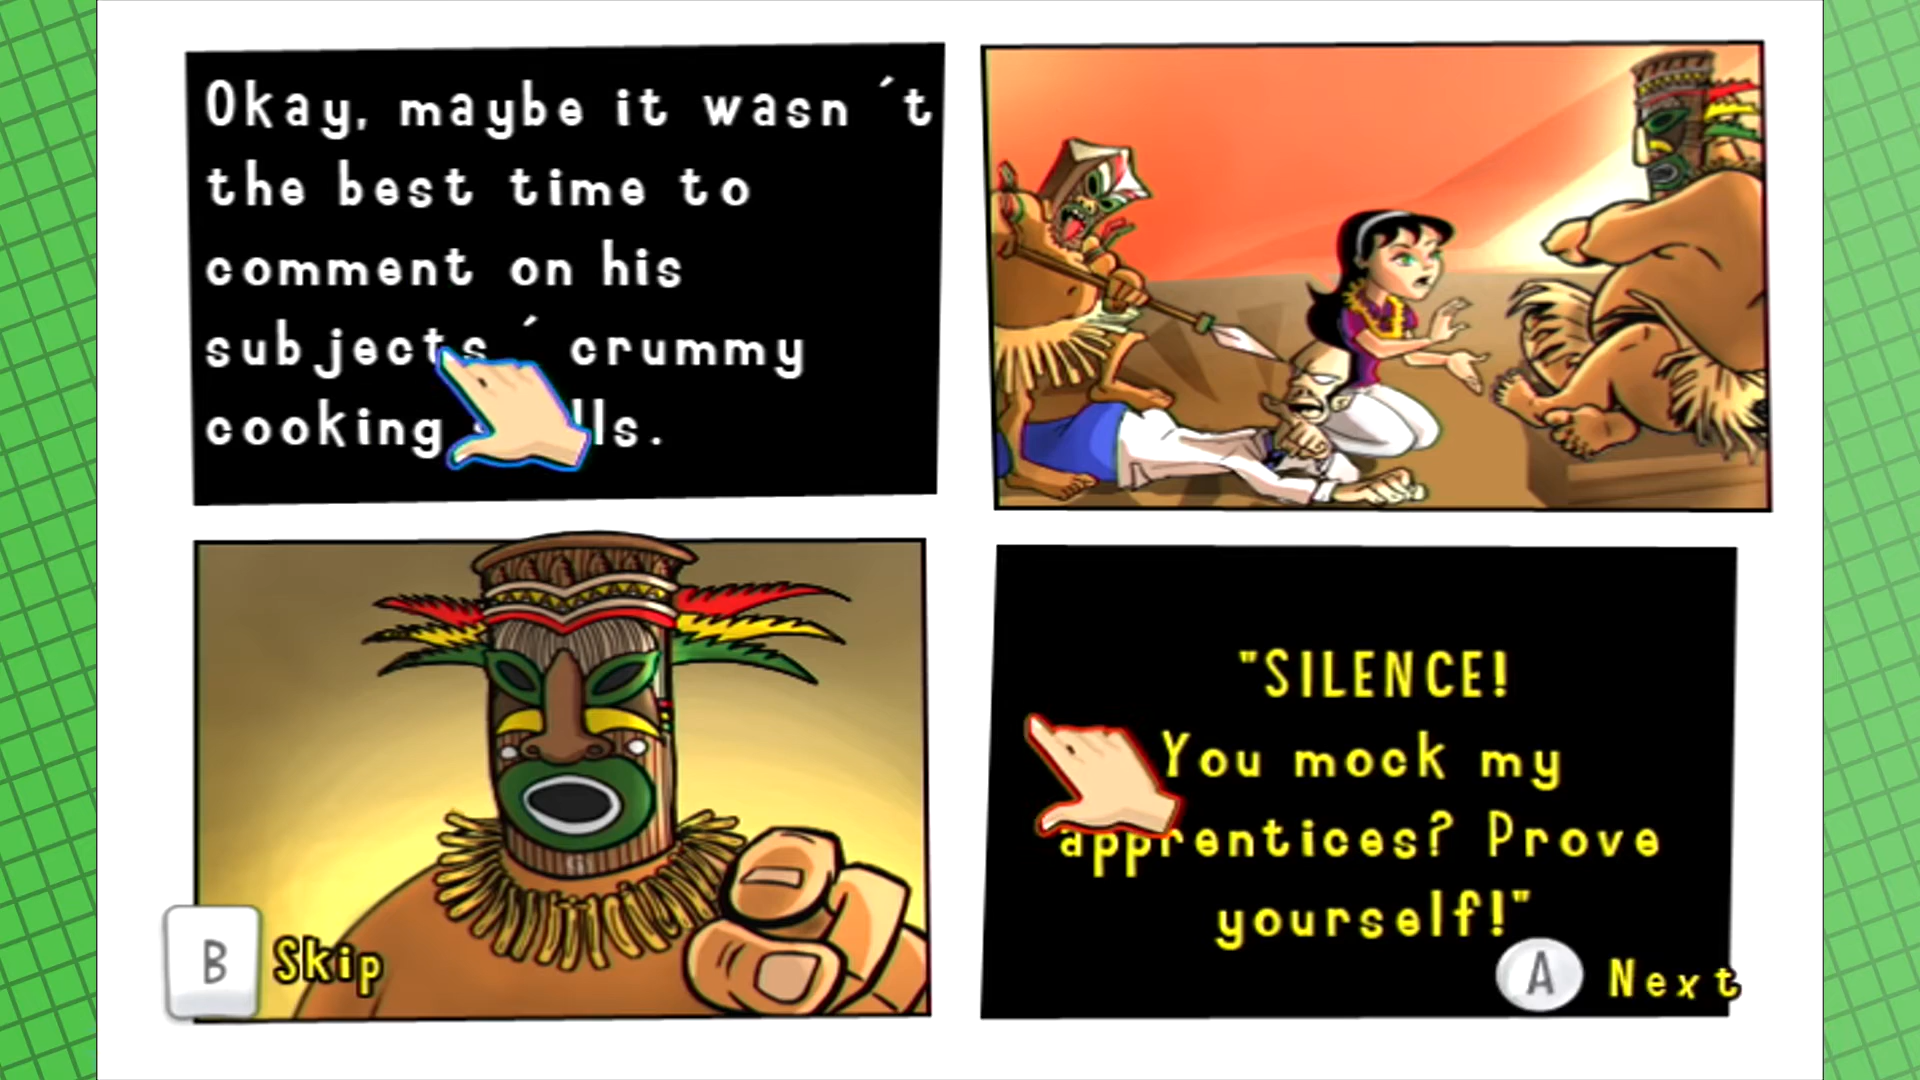 Okay, maybe it wasn´t
the best time to
comment on his
subjects´ crummy
cooking
"SILENCE!
You mock my
apprentices? Prove
yourself!"
B Skip
A Next